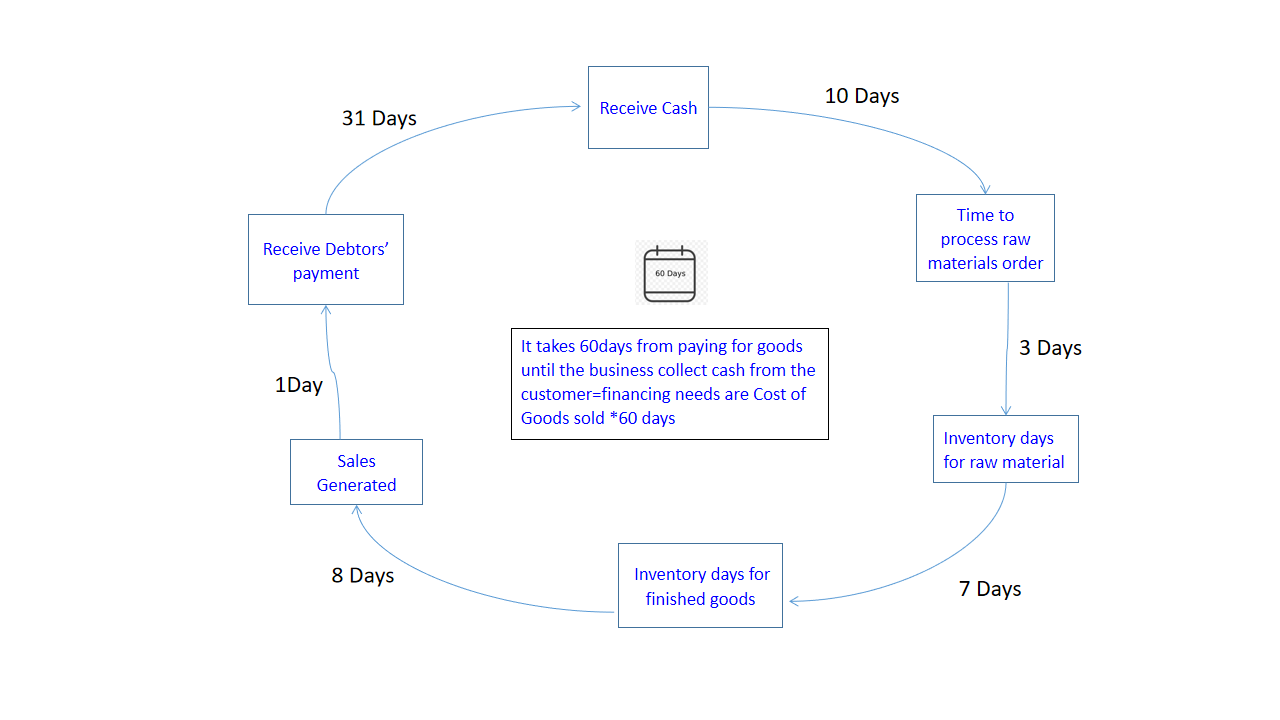 Receive Cash
10 Days
Time to
process raw
materials order
3 Days
Inventory days
for raw material
7 Days
Inventory days for
finished goods
8 Days
Sales
Generated
1Day
Receive Debtors’
payment
31 Days
60 Days
It takes 60days from paying for goods
until the business collect cash from the
customer=financing needs are Cost of
Goods sold *60 days